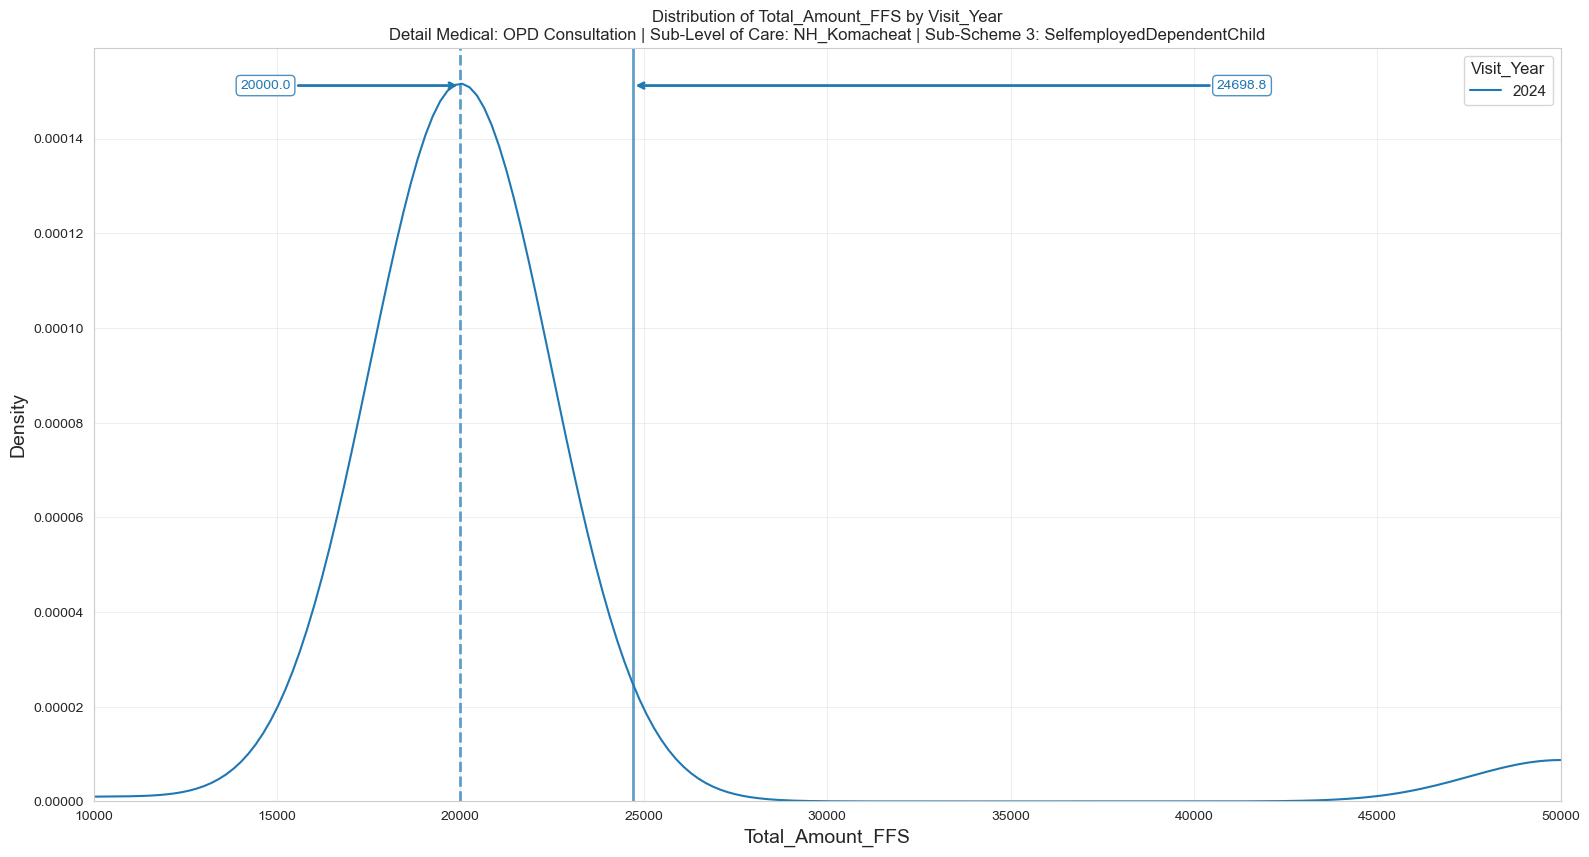 Distribution of Total_Amount_FFS by Visit_Year
Detail Medical: OPD Consultation | Sub-Level of Care: NH_Komacheat | Sub-Scheme 3: SelfemployedDependentChild
20000.0
24698.8
Visit_Year
2024
Density
0.00014
0.00012
0.00010
0.00008
0.00006
0.00004
0.00002
0.00000
10000 15000 20000 25000 30000 35000 40000 45000 50000
Total_Amount_FFS